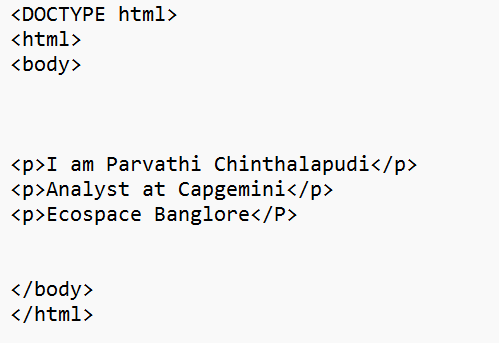 <DOCTYPE html>
<html>
<body>
<p>I am Parvathi Chinthalapudi</p>
<p>Analyst at Capgemini</p>
<p>Ecospace Banglore</P>
</body>
</html>